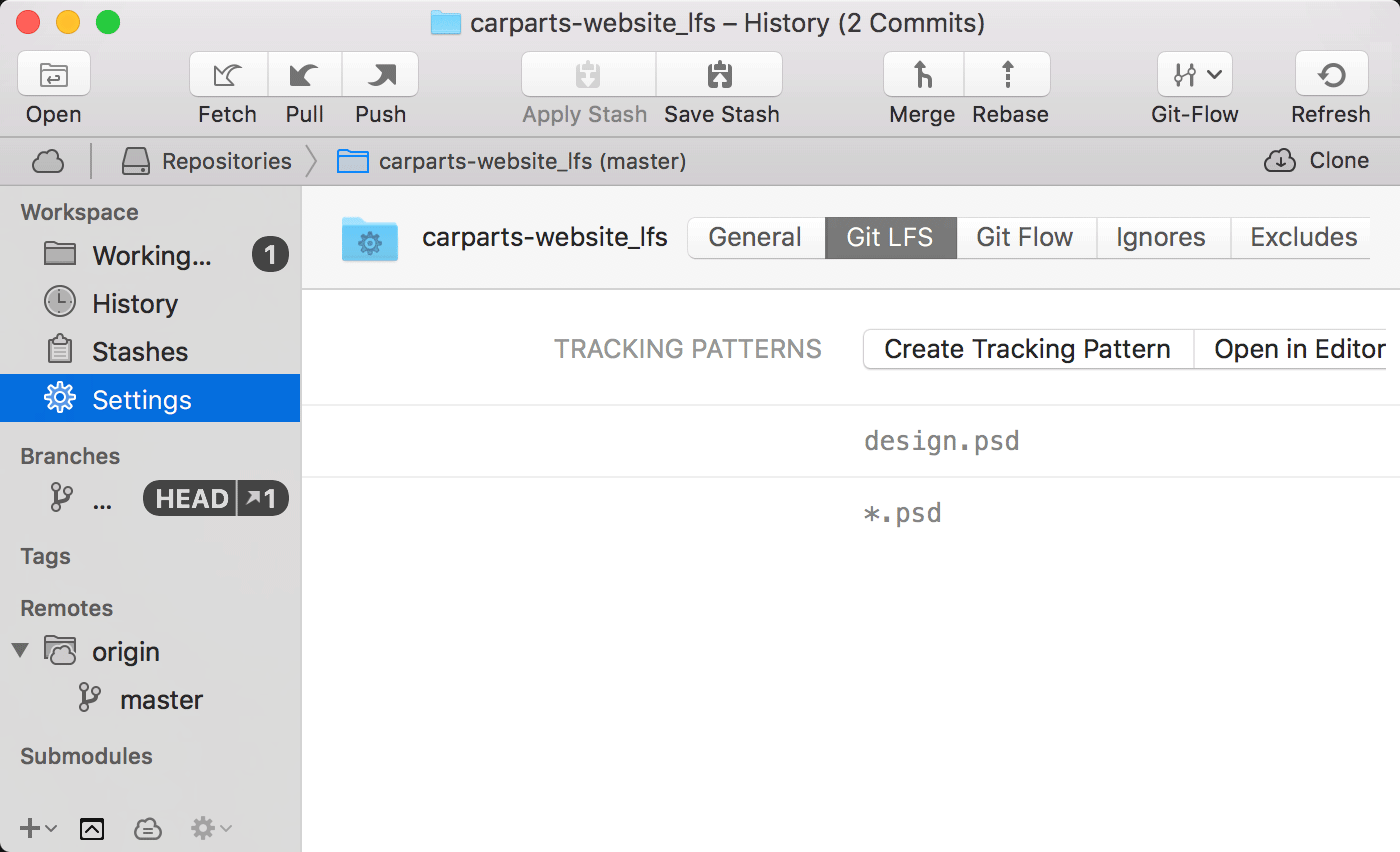 carparts-website_lfs – History (2 Commits)
Open Fetch Pull Push Apply Stash Save Stash Merge Rebase Git-Flow Refresh
Repositories carparts-website_lfs (master) Clone
Workspace
Working... 1
History
Stashes
Settings
Branches
... HEAD 1
Tags
Remotes
origin
master
Submodules
carparts-website_lfs General Git LFS Git Flow Ignores Excludes
TRACKING PATTERNS Create Tracking Pattern Open in Editor
design.psd
*.psd